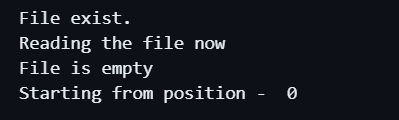 File exist.
Reading the file now
File is empty
Starting from position -  0